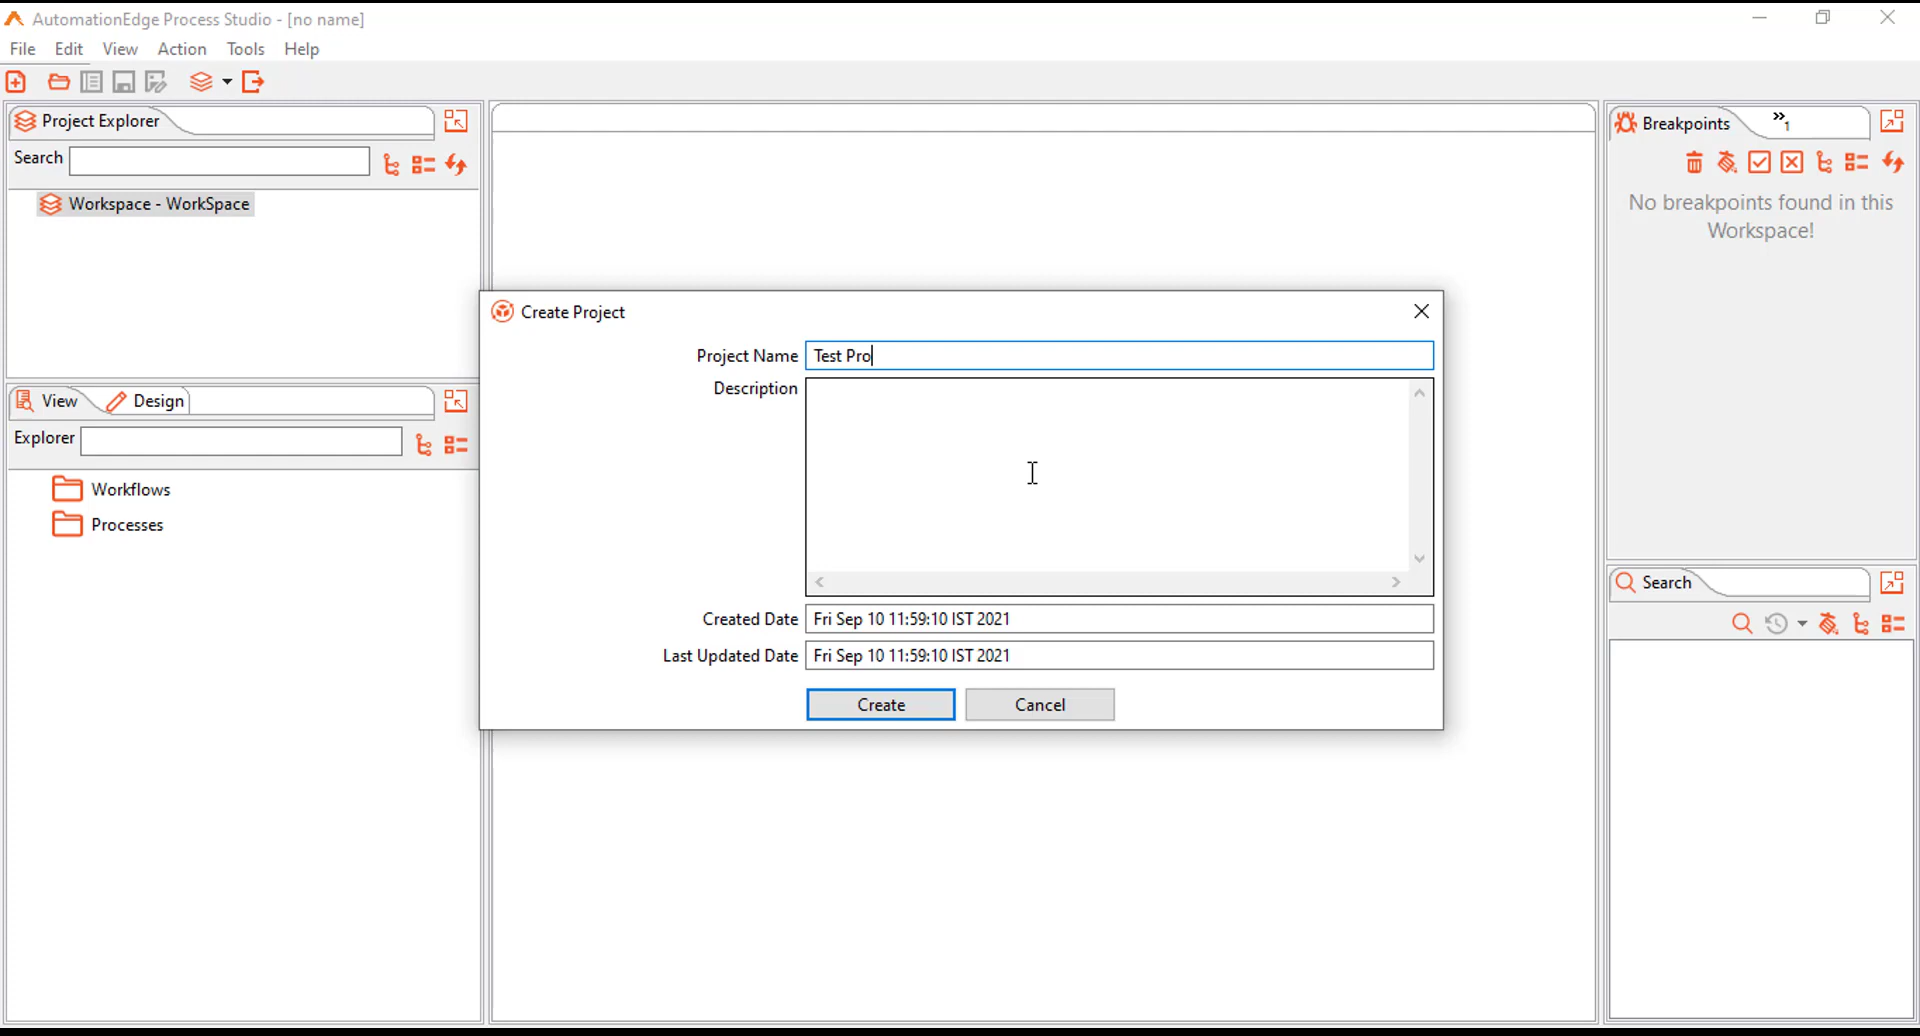 AutomationEdge Process Studio - [no name]
File Edit View Action Tools Help
Project Explorer
Search
Workspace - WorkSpace
View Design
Explorer
Workflows
Processes
Create Project
Project Name Test Pro
Description
Created Date Fri Sep 10 11:59:10 IST 2021
Last Updated Date Fri Sep 10 11:59:10 IST 2021
Create Cancel
Breakpoints »1
No breakpoints found in this
Workspace!
Search